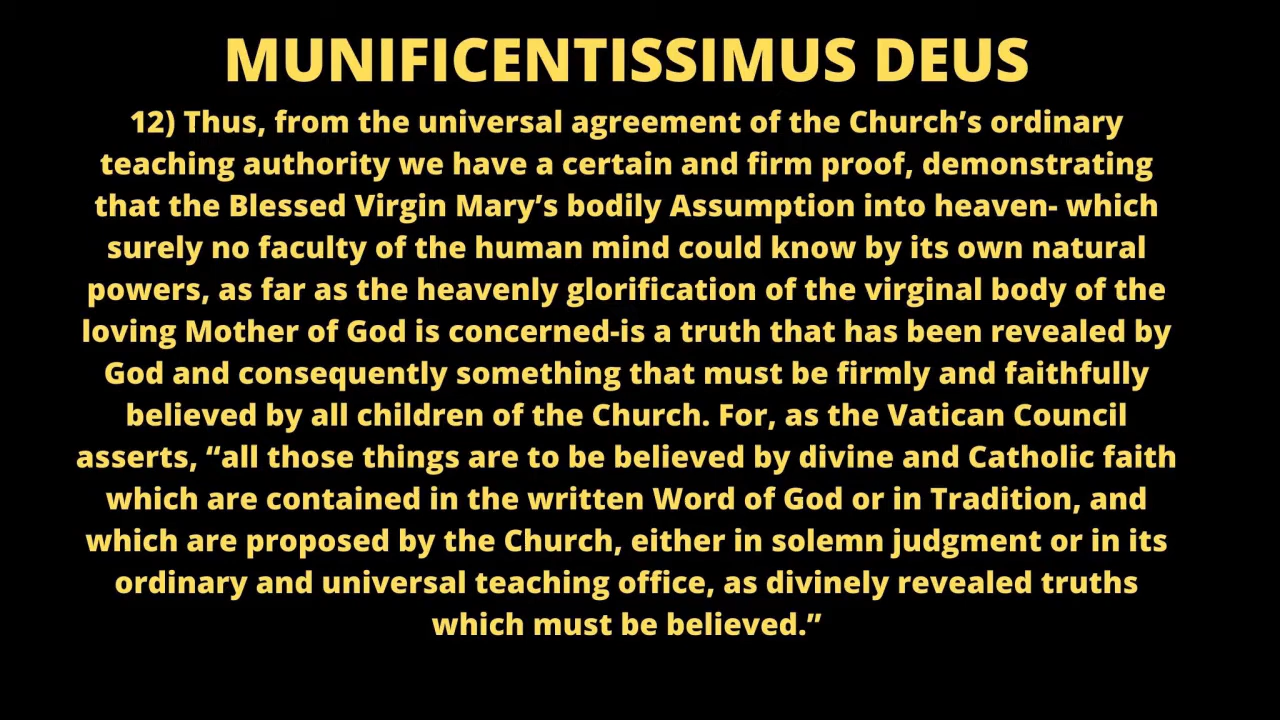 MUNIFICENTISSIMUS DEUS
12) Thus, from the universal agreement of the Church’s ordinary
teaching authority we have a certain and firm proof, demonstrating
that the Blessed Virgin Mary’s bodily Assumption into heaven- which
surely no faculty of the human mind could know by its own natural
powers, as far as the heavenly glorification of the virginal body of the
loving Mother of God is concerned-is a truth that has been revealed by
God and consequently something that must be firmly and faithfully
believed by all children of the Church. For, as the Vatican Council
asserts, “all those things are to be believed by divine and Catholic faith
which are contained in the written Word of God or in Tradition, and
which are proposed by the Church, either in solemn judgment or in its
ordinary and universal teaching office, as divinely revealed truths
which must be believed.”